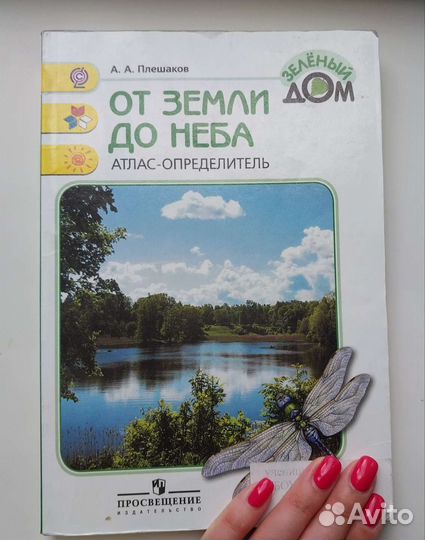 А. А. Плешаков
ЗЕЛЁНЫЙ
ДОМ
ОТ ЗЕМЛИ
ДО НЕБА
АТЛАС-ОПРЕДЕЛИТЕЛЬ
ПРОСВЕЩЕНИЕ
ИЗДАТЕЛЬСТВО
Avito